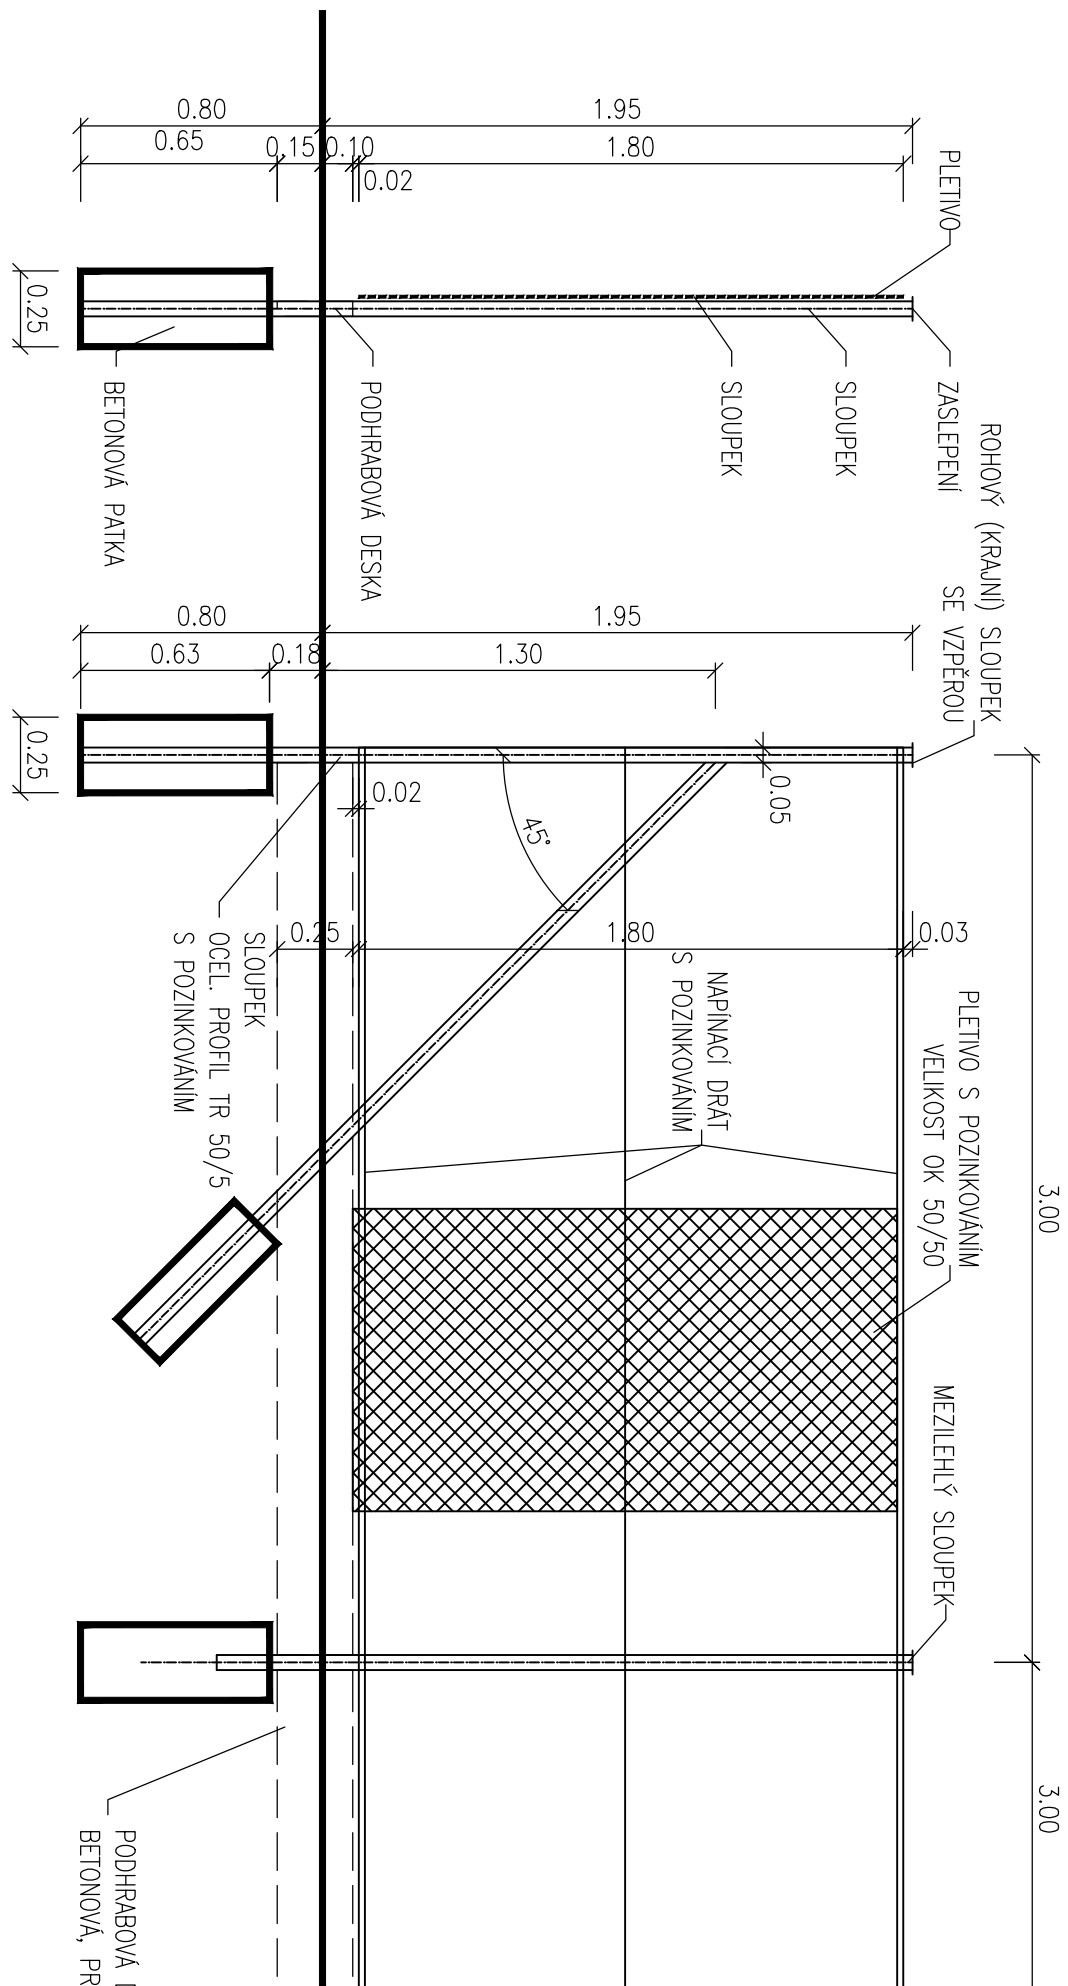 0.80
1.95
0.65
0.15
0.10
1.80
0.02
PLETIVO
0.25
BETONOVÁ PATKA
PODHRABOVÁ DESKA
SLOUPEK
SLOUPEK
ZASLEPENÍ
ROHOVÝ (KRAJNÍ) SLOUPEK
SE VZPĚROU
0.80
1.95
0.63
0.18
1.30
0.25
0.02
0.05
45°
3.00
0.25
1.80
0.03
SLOUPEK
OCEL. PROFIL TR 50/5
S POZINKOVÁNÍM
NAPÍNACÍ DRÁT
S POZINKOVÁNÍM
PLETIVO S POZINKOVÁNÍM
VELIKOST OK 50/50
MEZILEHLÝ SLOUPEK
3.00
PODHRABOVÁ
BETONOVÁ, PR